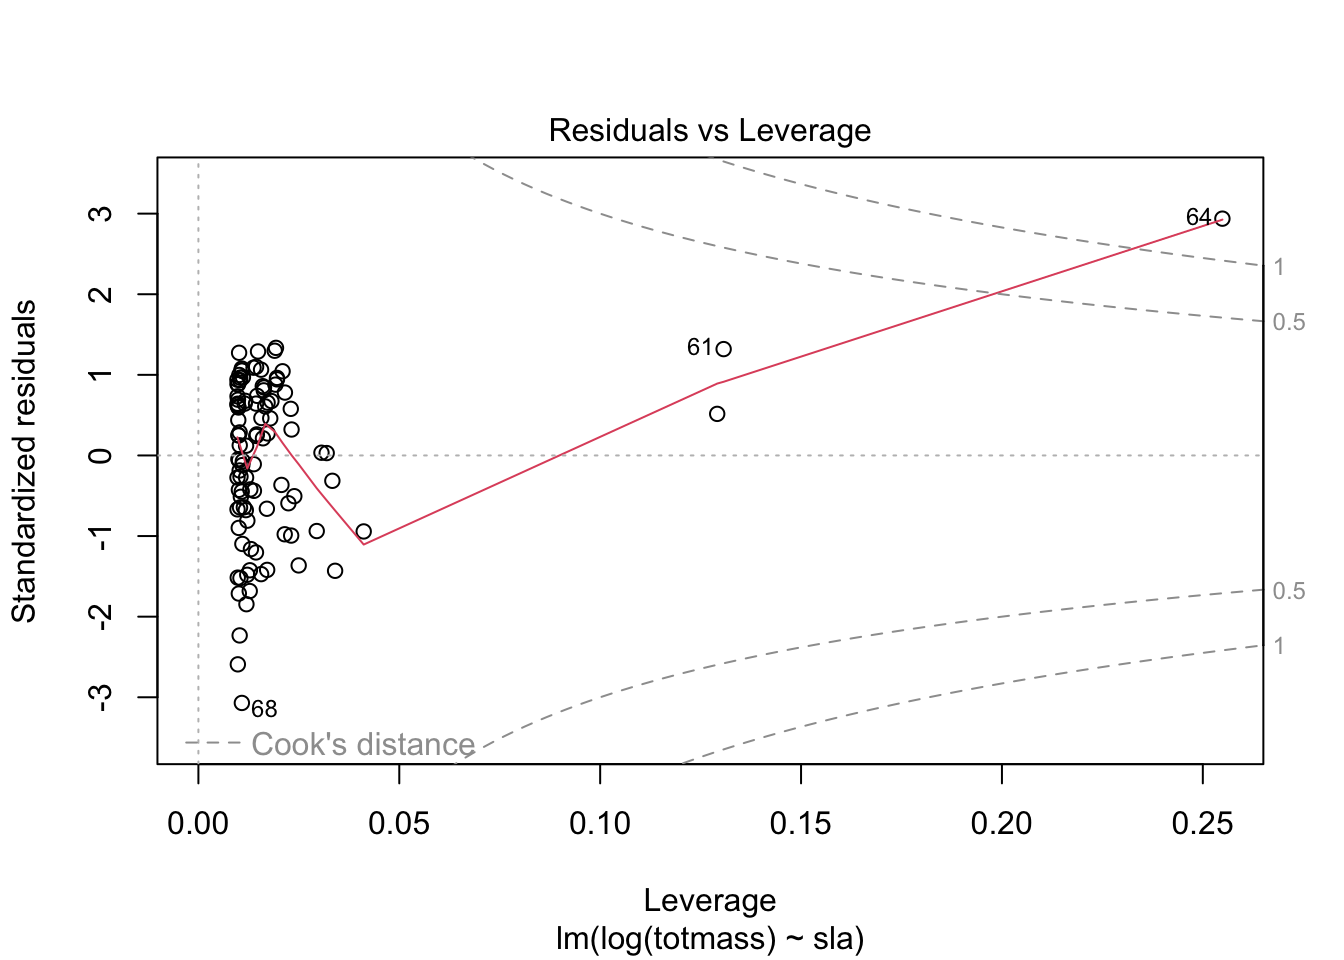 Residuals vs Leverage
Standardized residuals
3
2
1
0
-1
-2
-3
64
61
68
1
0.5
0.5
1
Cook's distance
0.00 0.05 0.10 0.15 0.20 0.25
Leverage
lm(log(totmass) ~ sla)